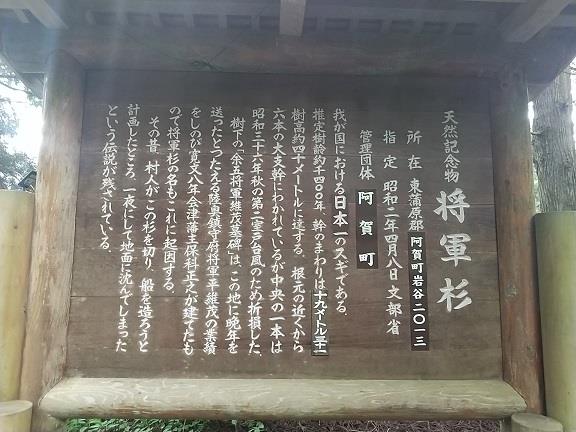 天然記念物 将軍杉
所在 東蒲原郡阿賀町岩谷二〇一三
指定 昭和二年四月八日 文部省
管理団体 阿賀町
我が国における日本一のスギである。
推定樹齢約千四〇〇年 幹のまわりは十九メートル三十一
樹高約四十メートルに達する。根元の近くから
六本の大支幹にわかれているが中央の一本は
昭和三十六年秋の第二室戸台風のため折損した。
樹下の「余五将軍維茂墓碑」は、この地に晩年を
送ったとつたえる陸奥鎮守府将軍平維茂の業績
をしのび寛文八年会津藩主保科正之が建てたも
ので将軍杉の名もこれに起因する。
その昔、村人がこの杉を切り、船を造ろうと
計画したところ、一夜にして地面に沈んでしまった
という伝説が残されている。